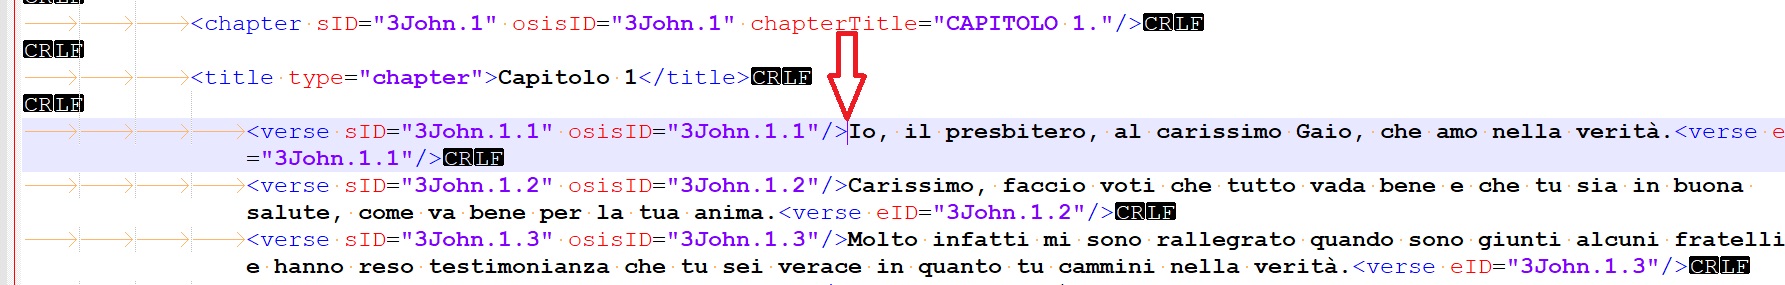 CRLF
<chapter sID="3John.1" osisID="3John.1" chapterTitle="CAPITOLO 1."/>CRLF
CRLF
<title type="chapter">Capitolo 1</title>CRLF
CRLF
<verse sID="3John.1.1" osisID="3John.1.1"/>Io, il presbitero, al carissimo Gaio, che amo nella verità.<verse e
="3John.1.1"/>CRLF
<verse sID="3John.1.2" osisID="3John.1.2"/>Carissimo, faccio voti che tutto vada bene e che tu sia in buona
salute, come va bene per la tua anima.<verse eID="3John.1.2"/>CRLF
<verse sID="3John.1.3" osisID="3John.1.3"/>Molto infatti mi sono rallegrato quando sono giunti alcuni fratelli
e hanno reso testimonianza che tu sei verace in quanto tu cammini nella verità.<verse eID="3John.1.3"/>CRLF